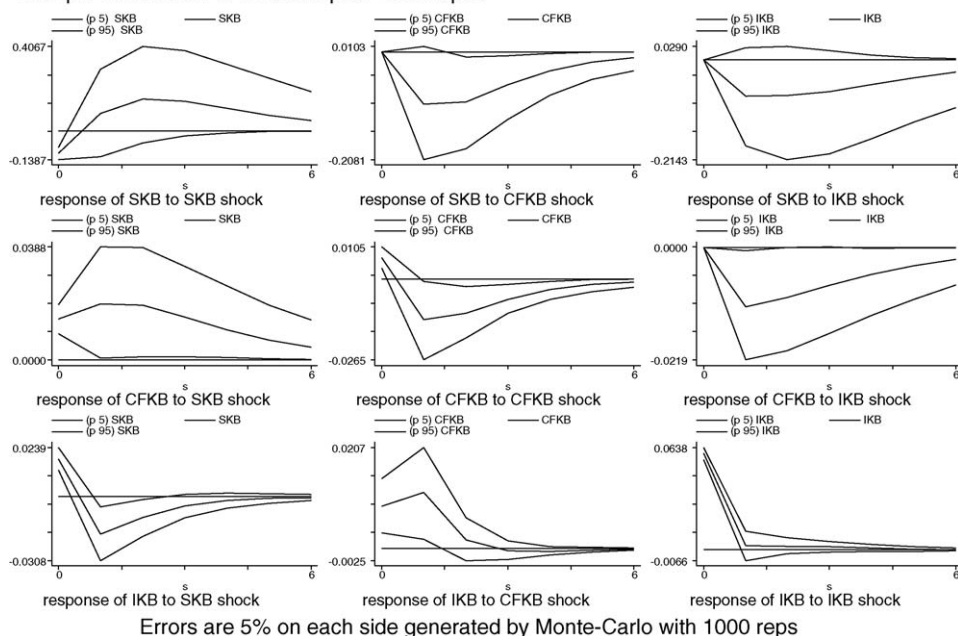 (p 5) SKB SKB
(p 95) SKB
0.4067
-0.1387
0 6
s
response of SKB to SKB shock
(p 5) CFKB CFKB
(p 95) CFKB
0.0103
-0.2081
0 6
s
response of SKB to CFKB shock
(p 5) IKB IKB
(p 95) IKB
0.0290
-0.2143
0 6
s
response of SKB to IKB shock
(p 5) SKB SKB
(p 95) SKB
0.0388
0.0000
0 6
s
response of CFKB to SKB shock
(p 5) CFKB CFKB
(p 95) CFKB
0.0105
-0.0265
0 6
s
response of CFKB to CFKB shock
(p 5) IKB IKB
(p 95) IKB
0.0000
-0.0219
0 6
s
response of CFKB to IKB shock
(p 5) SKB SKB
(p 95) SKB
0.0239
-0.0308
0 6
s
response of IKB to SKB shock
(p 5) CFKB CFKB
(p 95) CFKB
0.0207
-0.0025
0 6
s
response of IKB to CFKB shock
(p 5) IKB IKB
(p 95) IKB
0.0638
-0.0066
0 6
s
response of IKB to IKB shock
Errors are 5% on each side generated by Monte-Carlo with 1000 reps